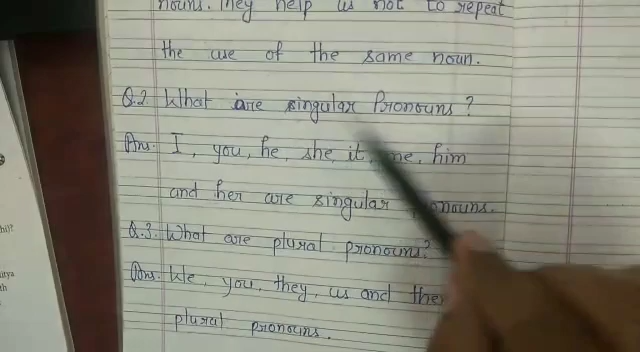 nouns. They help us not to repeat
the use of the same noun.
Q.2. What are singular Pronouns?
Ans. I, you, he, she, it, me, him
and her are singular pronouns.
Q.3. What are plural pronouns?
Ans. We, you, they, us and
plural pronouns.